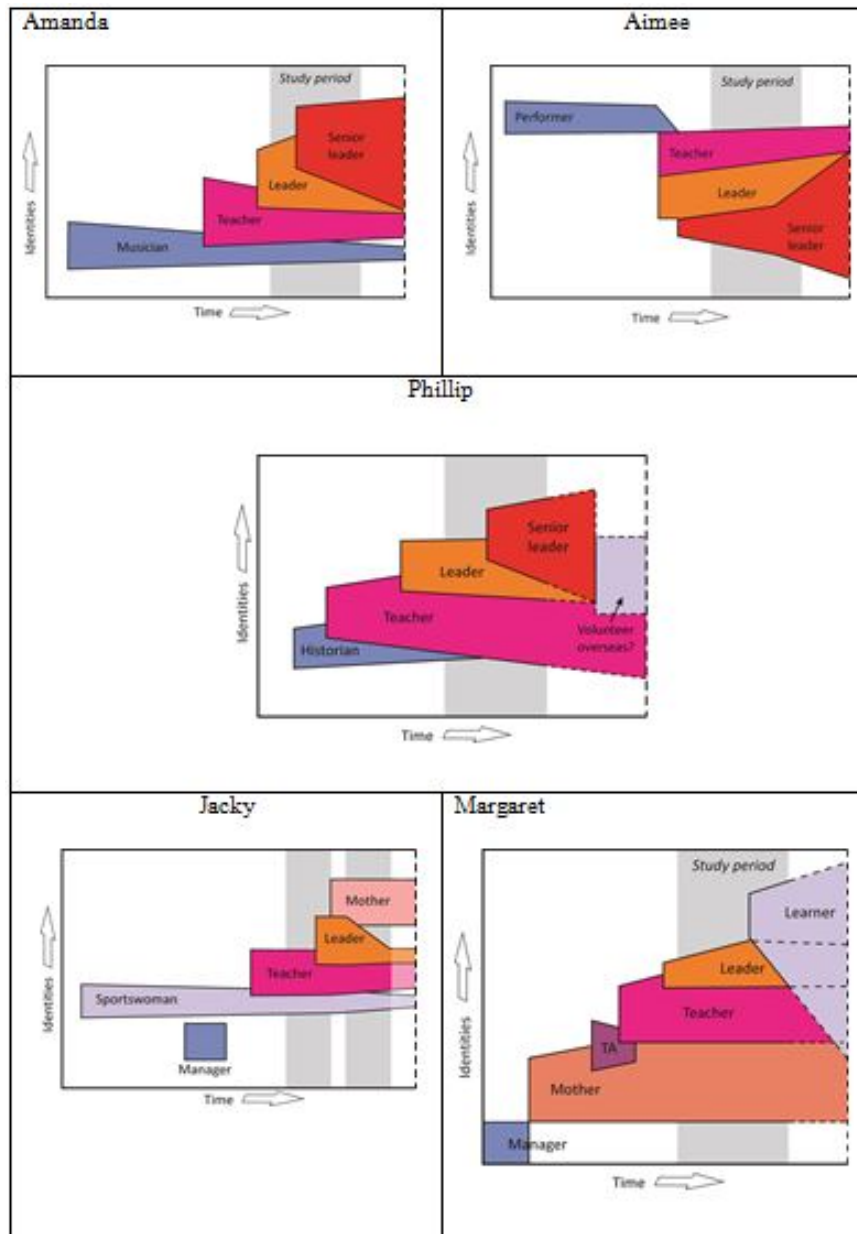 Amanda
Study period
Senior
leader
Leader
Teacher
Musician
Identities
Time
Aimee
Study period
Performer
Teacher
Leader
Senior
leader
Identities
Time
Phillip
Senior
leader
Leader
Teacher
Historian
Volunteer
overseas?
Identities
Time
Jacky
Mother
Leader
Teacher
Sportswoman
Manager
Identities
Time
Margaret
Study period
Learner
Leader
Teacher
TA
Mother
Manager
Identities
Time